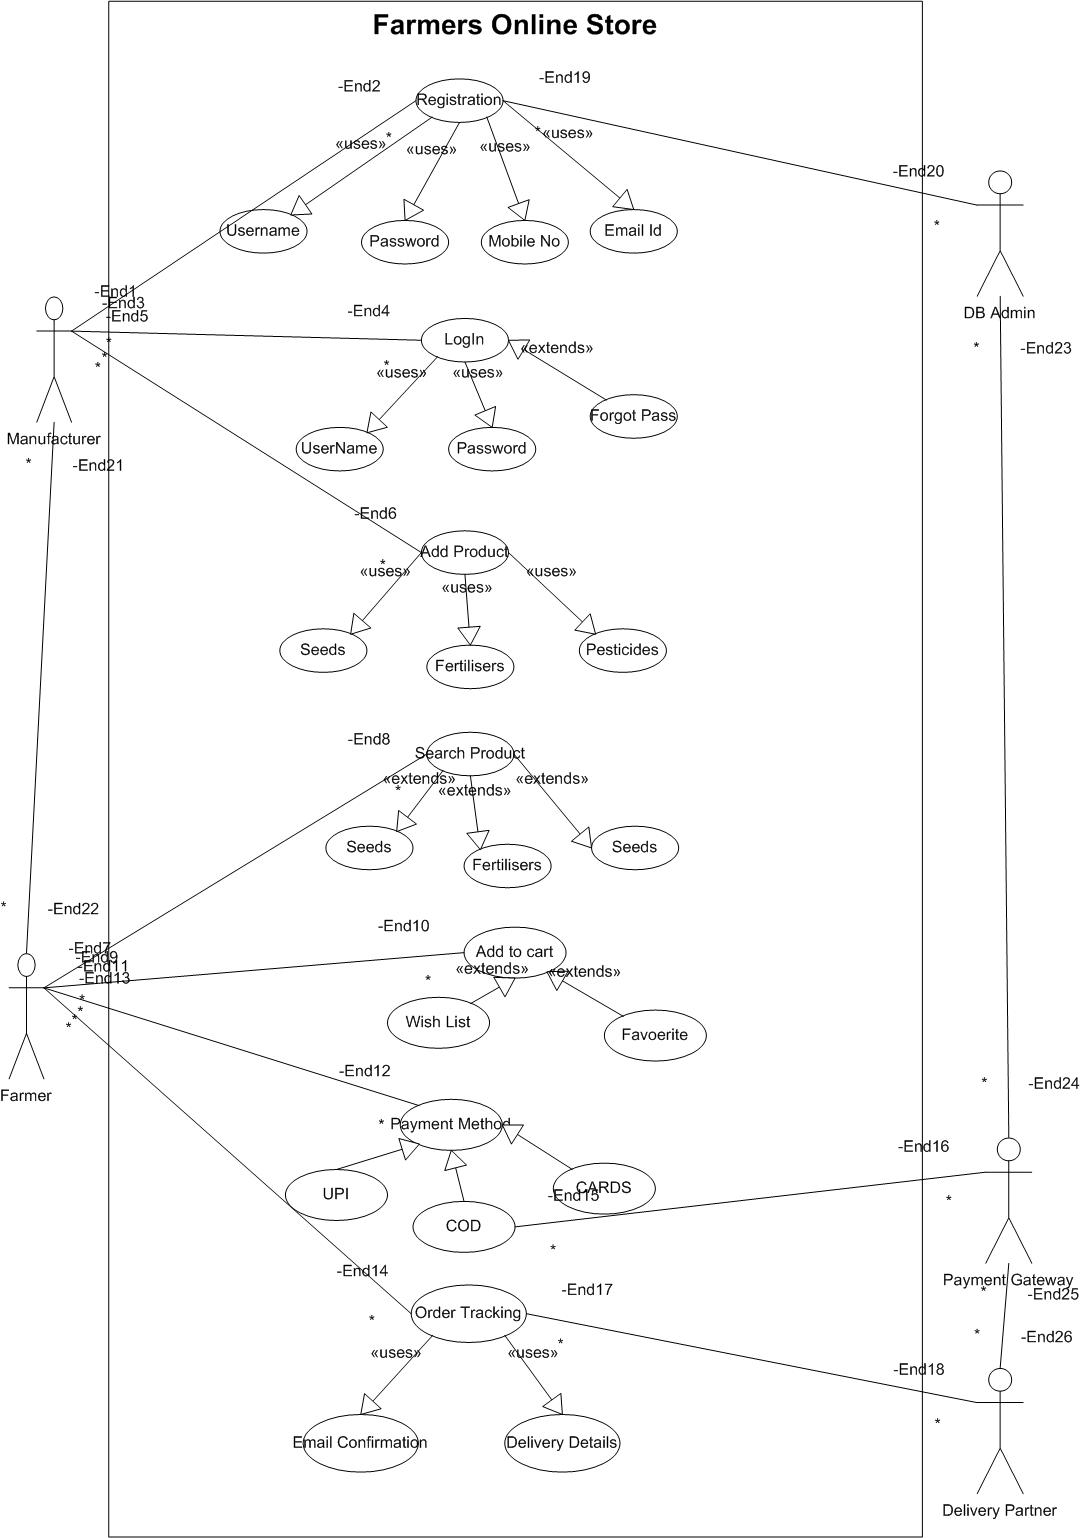 Farmers Online Store
-End2
-End19
Registration
«uses»
*
«uses»
«uses»
*
«uses»
-End20
*
Username
Password
Mobile No
Email Id
DB Admin
-End1
-End3
-End5
*
*
*
Manufacturer
-End4
LogIn
*
«uses»
«uses»
«extends»
UserName
Password
Forgot Pass
*
-End23
*
-End21
-End6
Add Product
*
«uses»
«uses»
«uses»
Seeds
Fertilisers
Pesticides
-End8
Search Product
«extends»
*
«extends»
«extends»
Seeds
Fertilisers
Seeds
*
-End22
-End7
-End9
-End11
-End13
*
*
*
*
Farmer
-End10
Add to cart
*
«extends»
«extends»
Wish List
Favoerite
-End12
*
Payment Method
UPI
COD
CARDS
-End15
*
*
-End24
-End16
*
Payment Gateway
*
-End25
*
-End26
-End14
*
Order Tracking
-End17
*
«uses»
«uses»
-End18
*
Email Confirmation
Delivery Details
Delivery Partner